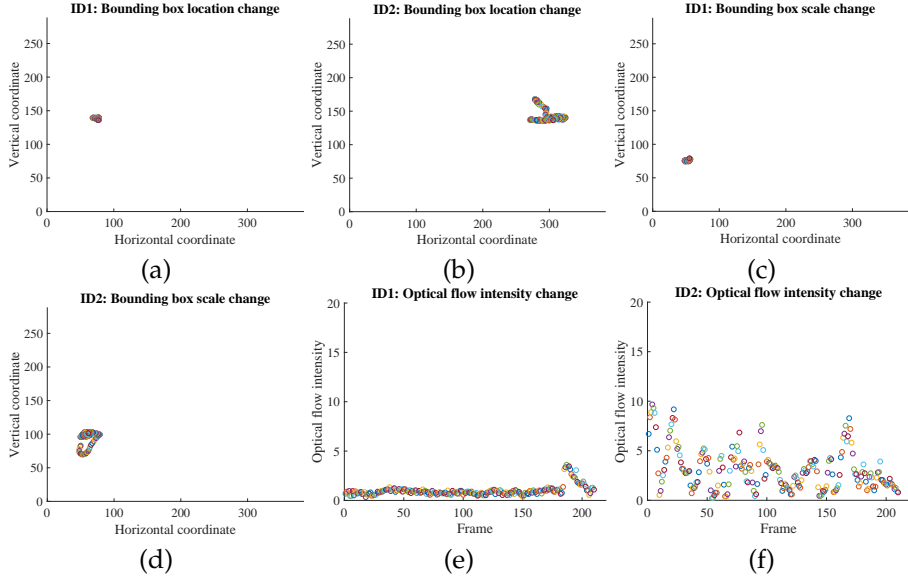 ID1: Bounding box location change
250
200
150
100
50
0
Vertical coordinate
0 100 200 300
Horizontal coordinate
(a)
ID2: Bounding box location change
250
200
150
100
50
0
Vertical coordinate
0 100 200 300
Horizontal coordinate
(b)
ID1: Bounding box scale change
250
200
150
100
50
0
Vertical coordinate
0 100 200 300
Horizontal coordinate
(c)
ID2: Bounding box scale change
250
200
150
100
50
0
Vertical coordinate
0 100 200 300
Horizontal coordinate
(d)
ID1: Optical flow intensity change
20
15
10
5
0
Optical flow intensity
0 50 100 150 200
Frame
(e)
ID2: Optical flow intensity change
20
15
10
5
0
Optical flow intensity
0 50 100 150 200
Frame
(f)